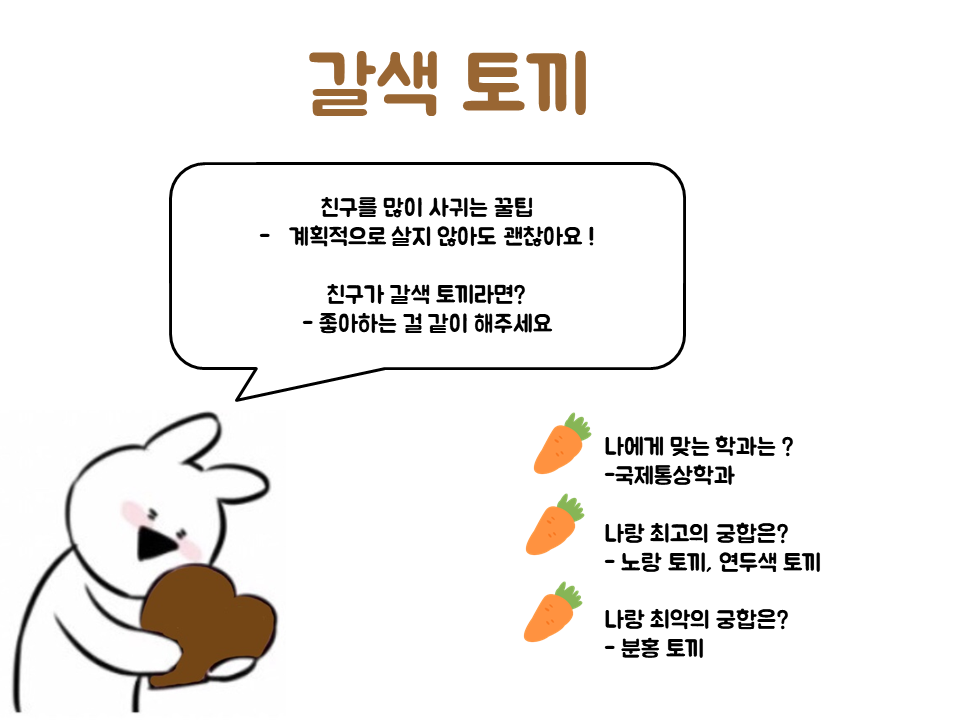 갈색 토끼
친구를 많이 사귀는 꿀팁
- 계획적으로 살지 않아도 괜찮아요 !
친구가 갈색 토끼라면?
- 좋아하는 걸 같이 해주세요
나에게 맞는 학과는 ?
-국제통상학과
나랑 최고의 궁합은?
- 노랑 토끼, 연두색 토끼
나랑 최악의 궁합은?
- 분홍 토끼